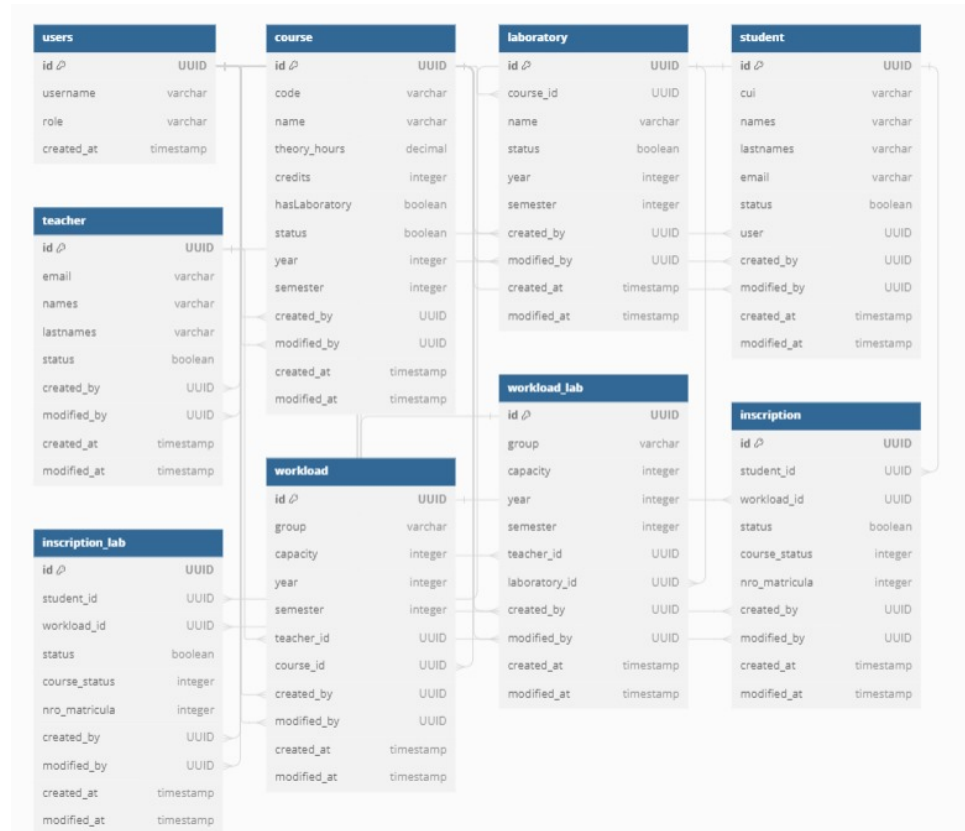 users
id UUID
username varchar
role varchar
created_at timestamp
course
id UUID
code varchar
name varchar
theory_hours decimal
credits integer
hasLaboratory boolean
status boolean
year integer
semester integer
created_by UUID
modified_by UUID
created_at timestamp
modified_at timestamp
laboratory
id UUID
course_id UUID
name varchar
status boolean
year integer
semester integer
created_by UUID
modified_by UUID
created_at timestamp
modified_at timestamp
student
id UUID
cui varchar
names varchar
lastnames varchar
email varchar
status boolean
user UUID
created_by UUID
modified_by UUID
created_at timestamp
modified_at timestamp
teacher
id UUID
email varchar
names varchar
lastnames varchar
status boolean
created_by UUID
modified_by UUID
created_at timestamp
modified_at timestamp
workload
id UUID
group varchar
capacity integer
year integer
semester integer
teacher_id UUID
course_id UUID
created_by UUID
modified_by UUID
created_at timestamp
modified_at timestamp
workload_lab
id UUID
group varchar
capacity integer
year integer
semester integer
teacher_id UUID
laboratory_id UUID
created_by UUID
modified_by UUID
created_at timestamp
modified_at timestamp
inscription
id UUID
student_id UUID
workload_id UUID
status boolean
course_status integer
nro_matricula integer
created_by UUID
modified_by UUID
created_at timestamp
modified_at timestamp
inscription_lab
id UUID
student_id UUID
workload_id UUID
status boolean
course_status integer
nro_matricula integer
created_by UUID
modified_by UUID
created_at timestamp
modified_at timestamp